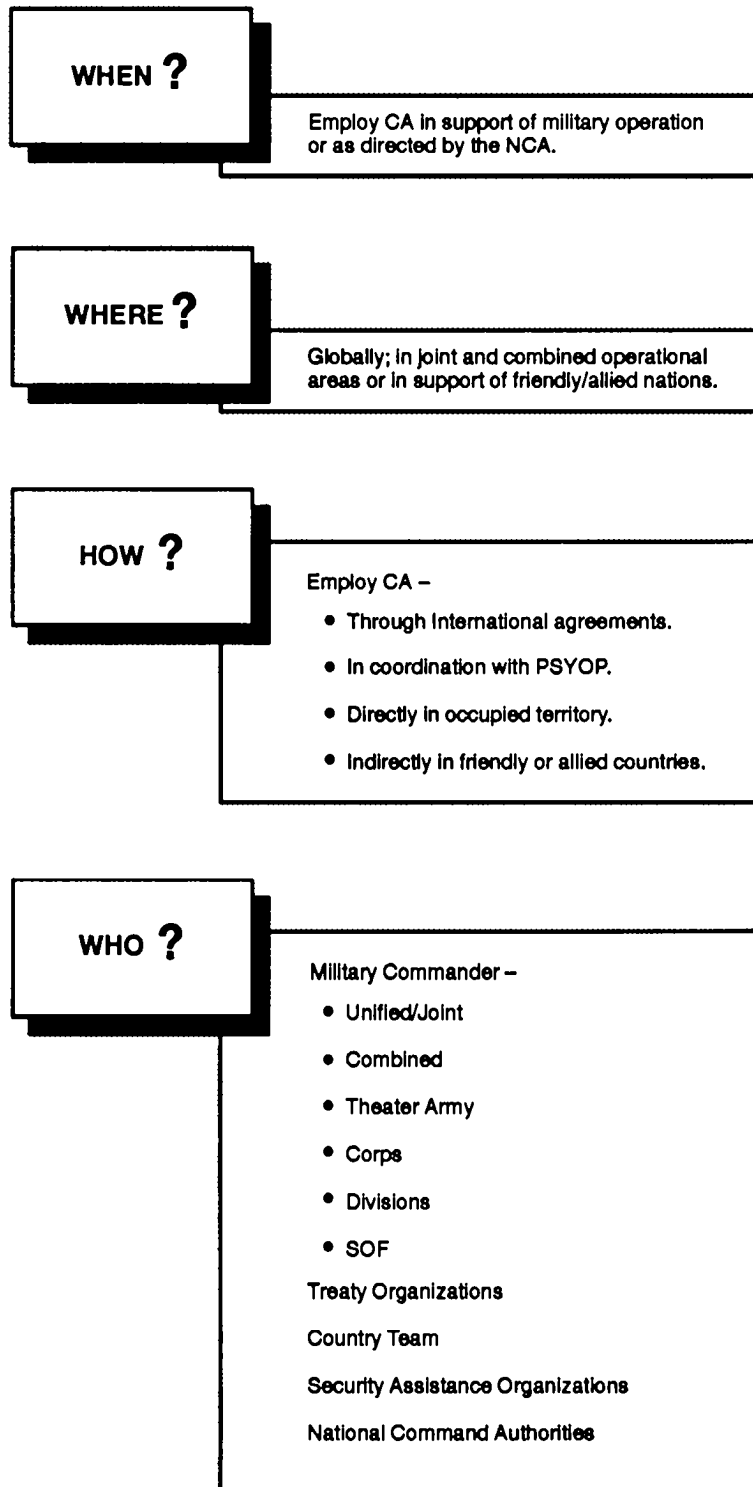 WHEN ?
Employ CA in support of military operation
or as directed by the NCA.
WHERE ?
Globally; in joint and combined operational
areas or in support of friendly/allied nations.
HOW ?
Employ CA –
• Through International agreements.
• In coordination with PSYOP.
• Directly in occupied territory.
• Indirectly in friendly or allied countries.
WHO ?
Military Commander –
• Unified/Joint
• Combined
• Theater Army
• Corps
• Divisions
• SOF
Treaty Organizations
Country Team
Security Assistance Organizations
National Command Authorities